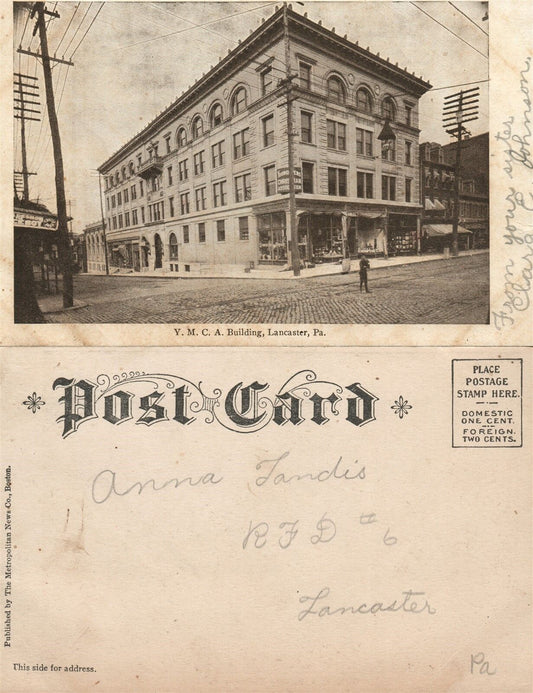 From your sister
Clara E. Johnson.
Y. M. C. A. Building, Lancaster, Pa.
Post Card
PLACE
POSTAGE
STAMP HERE.
DOMESTIC
ONE CENT.
FOREIGN.
TWO CENTS.
Anna Landis
RFD #6
Lancaster
Pa
Published by The Metropolitan News Co., Boston.
This side for address.